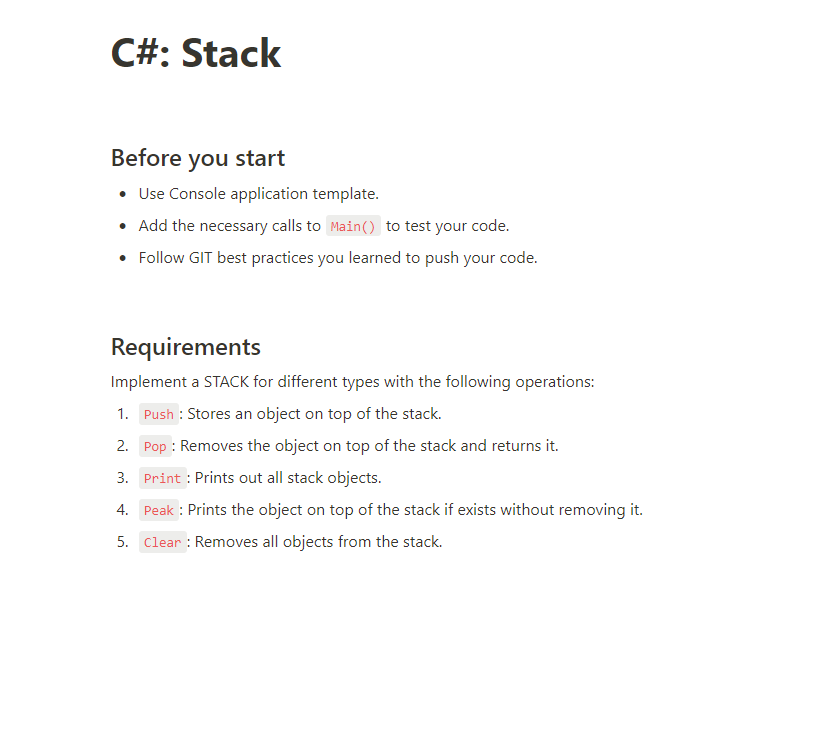 C#: Stack
Before you start
• Use Console application template.
• Add the necessary calls to Main() to test your code.
• Follow GIT best practices you learned to push your code.
Requirements
Implement a STACK for different types with the following operations:
1. Push: Stores an object on top of the stack.
2. Pop: Removes the object on top of the stack and returns it.
3. Print: Prints out all stack objects.
4. Peak: Prints the object on top of the stack if exists without removing it.
5. Clear: Removes all objects from the stack.